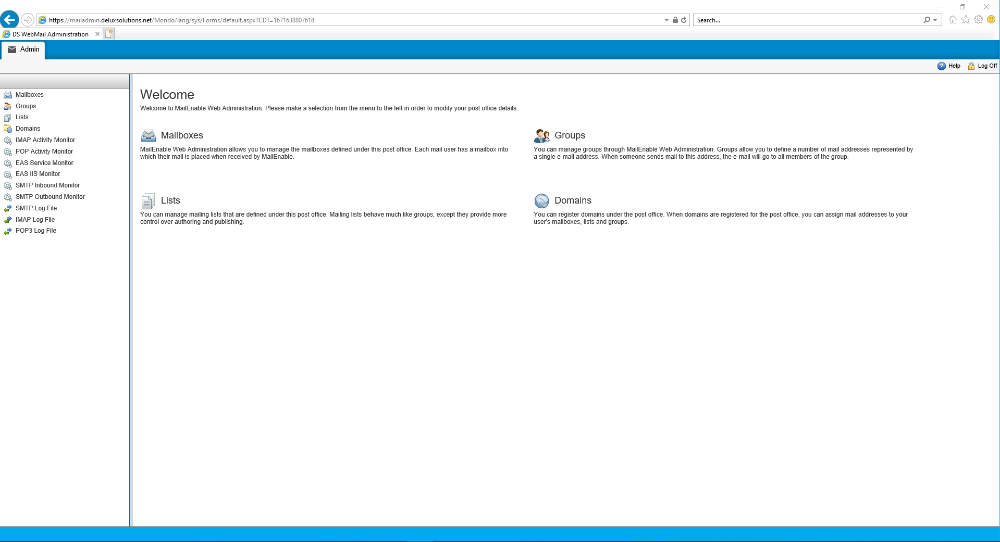 https://mailadmin.deluxsolutions.net/Mondo/lang/sys/Forms/default.aspx?CDT=1671638807618
Search...
DS WebMail Administration
Admin
Help
Log Off
Mailboxes
Groups
Lists
Domains
IMAP Activity Monitor
POP Activity Monitor
EAS Service Monitor
EAS IIS Monitor
SMTP Inbound Monitor
SMTP Outbound Monitor
SMTP Log File
IMAP Log File
POP3 Log File
Welcome
Welcome to MailEnable Web Administration. Please make a selection from the menu to the left in order to modify your post office details.
Mailboxes
MailEnable Web Administration allows you to manage the mailboxes defined under this post office. Each mail user has a mailbox into
which their mail is placed when received by MailEnable.
Groups
You can manage groups through MailEnable Web Administration. Groups allow you to define a number of mail addresses represented by
a single e-mail address. When someone sends mail to this address, the e-mail will go to all members of the group.
Lists
You can manage mailing lists that are defined under this post office. Mailing lists behave much like groups, except they provide more
control over authoring and publishing.
Domains
You can register domains under the post office. When domains are registered for the post office, you can assign mail addresses to your
user's mailboxes, lists and groups.